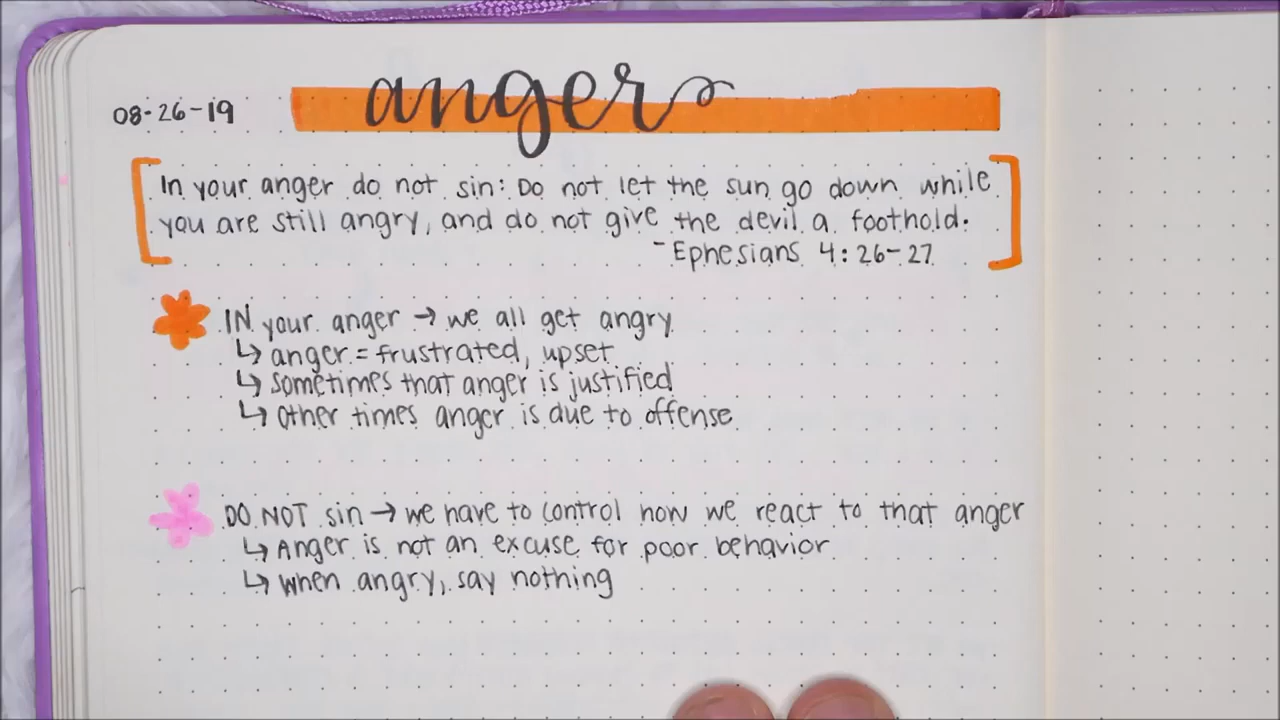 anger
08-26-19
In your anger do not sin: Do not let the sun go down while
you are still angry, and do not give the devil a foothold.
- Ephesians 4:26-27
IN your anger → we all get angry
↳ anger = frustrated, upset
↳ sometimes that anger is justified
↳ Other times anger is due to offense
DO NOT sin → we have to control how we react to that anger
↳ Anger is not an excuse for poor behavior
↳ when angry, say nothing